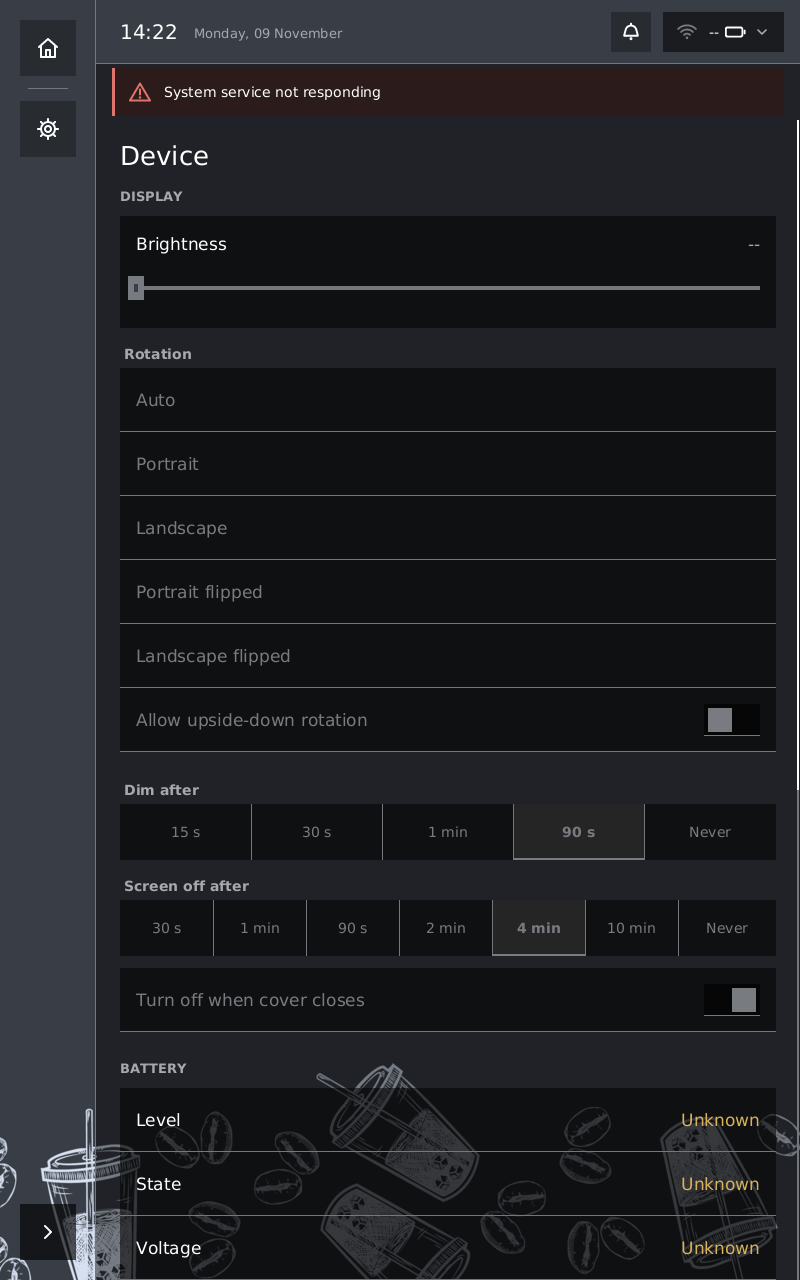 14:22 Monday, 09 November --
System service not responding
Device
DISPLAY
Brightness --
Rotation
Auto
Portrait
Landscape
Portrait flipped
Landscape flipped
Allow upside-down rotation
Dim after
15 s 30 s 1 min 90 s Never
Screen off after
30 s 1 min 90 s 2 min 4 min 10 min Never
Turn off when cover closes
BATTERY
Level Unknown
State Unknown
Voltage Unknown